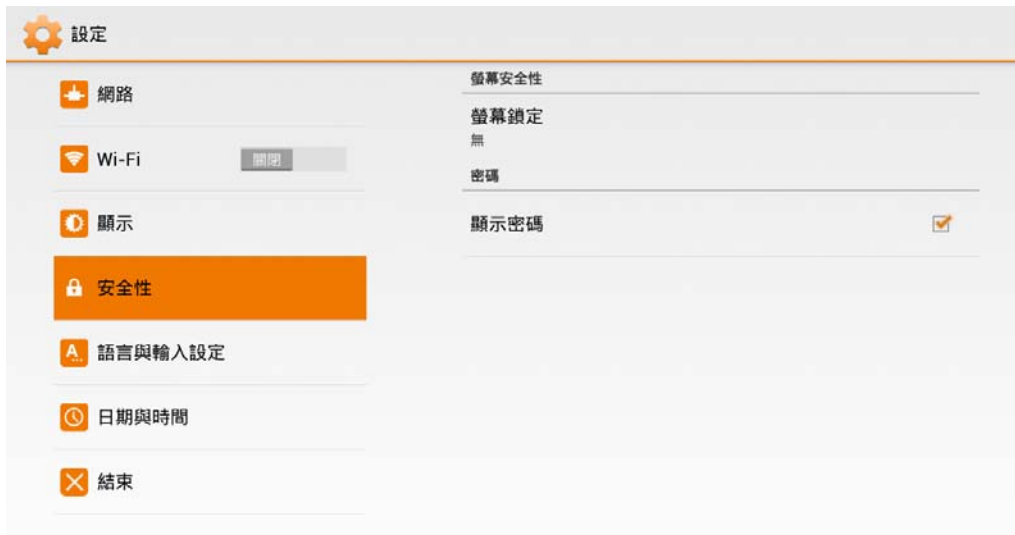 設定
網路
Wi-Fi
關閉
顯示
安全性
語言與輸入設定
日期與時間
結束
螢幕安全性
螢幕鎖定
無
密碼
顯示密碼